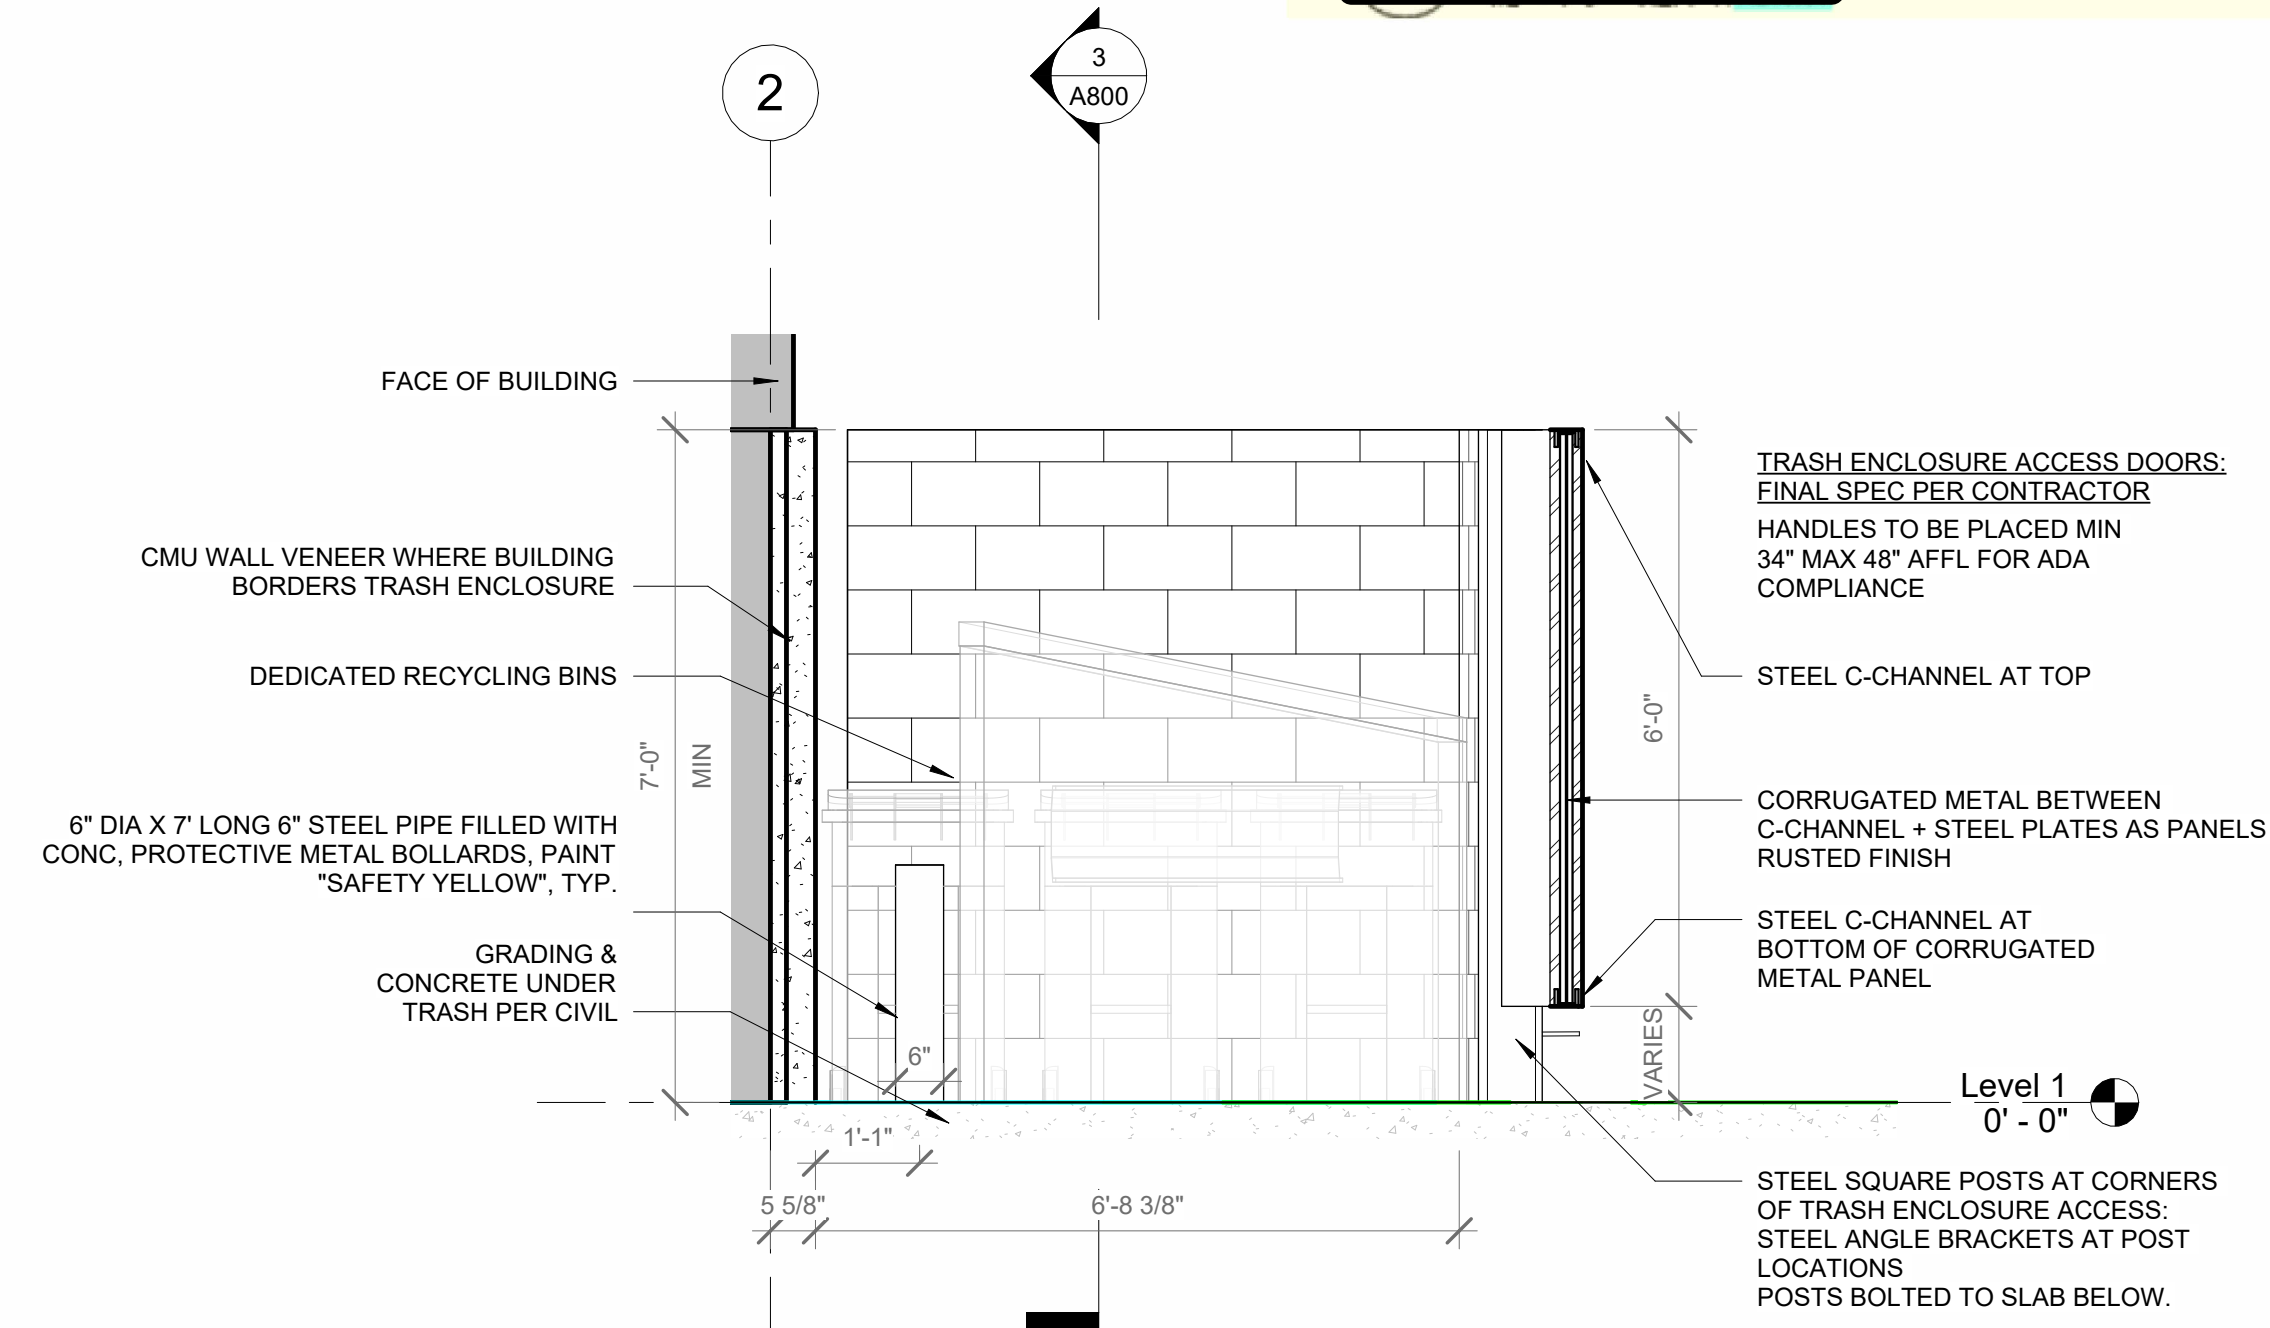 2
3
A800
FACE OF BUILDING
CMU WALL VENEER WHERE BUILDING
BORDERS TRASH ENCLOSURE
DEDICATED RECYCLING BINS
7'-0"
MIN
6" DIA X 7' LONG 6" STEEL PIPE FILLED WITH
CONC, PROTECTIVE METAL BOLLARDS, PAINT
"SAFETY YELLOW", TYP.
GRADING &
CONCRETE UNDER
TRASH PER CIVIL
6"
1'-1"
5 5/8"
6'-8 3/8"
TRASH ENCLOSURE ACCESS DOORS:
FINAL SPEC PER CONTRACTOR
HANDLES TO BE PLACED MIN
34" MAX 48" AFFL FOR ADA
COMPLIANCE
STEEL C-CHANNEL AT TOP
6'-0"
CORRUGATED METAL BETWEEN
C-CHANNEL + STEEL PLATES AS PANELS
RUSTED FINISH
STEEL C-CHANNEL AT
BOTTOM OF CORRUGATED
METAL PANEL
VARIES
Level 1
0' - 0"
STEEL SQUARE POSTS AT CORNERS
OF TRASH ENCLOSURE ACCESS:
STEEL ANGLE BRACKETS AT POST
LOCATIONS
POSTS BOLTED TO SLAB BELOW.